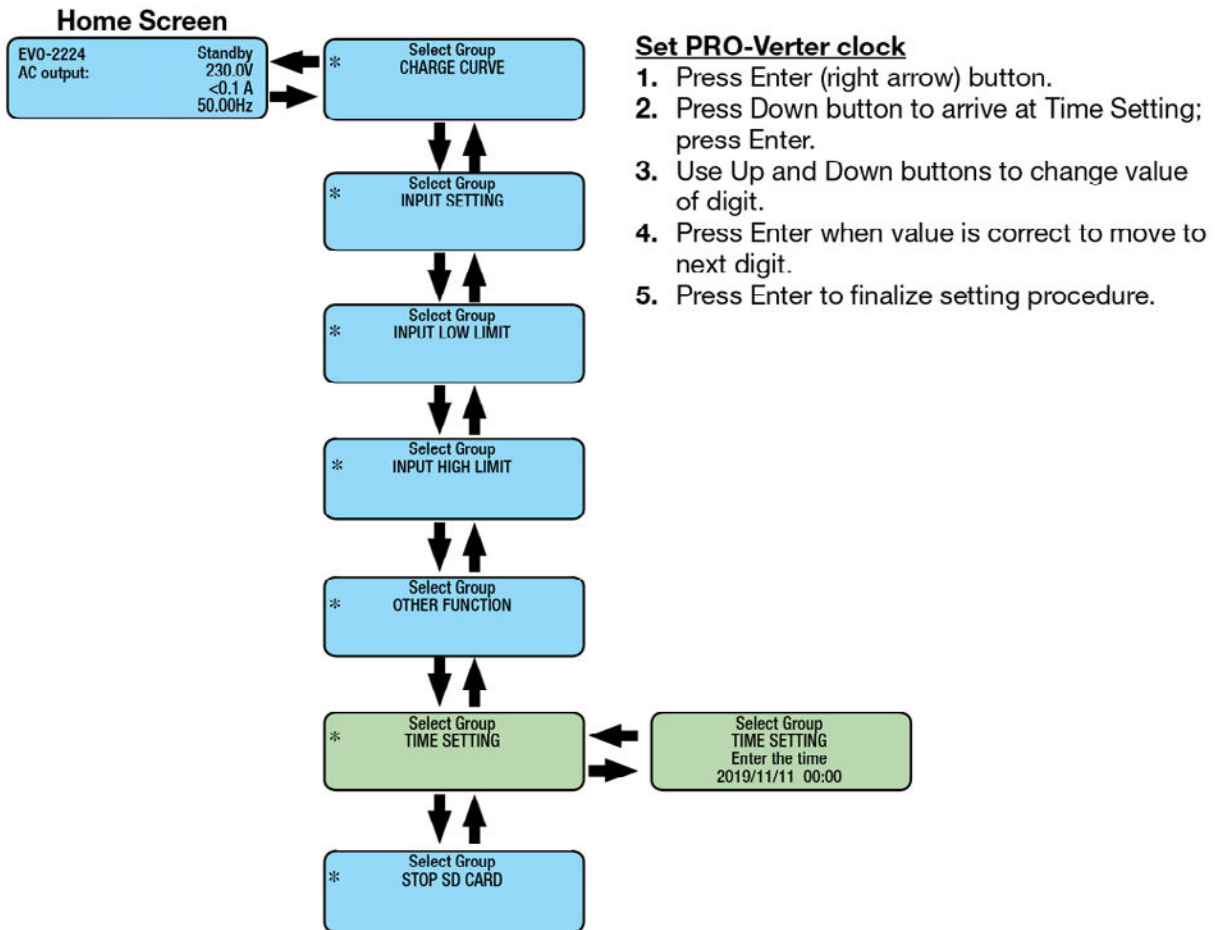 Home Screen
EVO-2224 Standby
AC output: 230.0V
<0.1 A
50.00Hz
Select Group
* CHARGE CURVE
Select Group
* INPUT SETTING
Select Group
* INPUT LOW LIMIT
Select Group
* INPUT HIGH LIMIT
Select Group
* OTHER FUNCTION
Select Group
* TIME SETTING
Select Group
TIME SETTING
Enter the time
2019/11/11 00:00
Select Group
* STOP SD CARD
Set PRO-Verter clock
1. Press Enter (right arrow) button.
2. Press Down button to arrive at Time Setting;
press Enter.
3. Use Up and Down buttons to change value
of digit.
4. Press Enter when value is correct to move to
next digit.
5. Press Enter to finalize setting procedure.